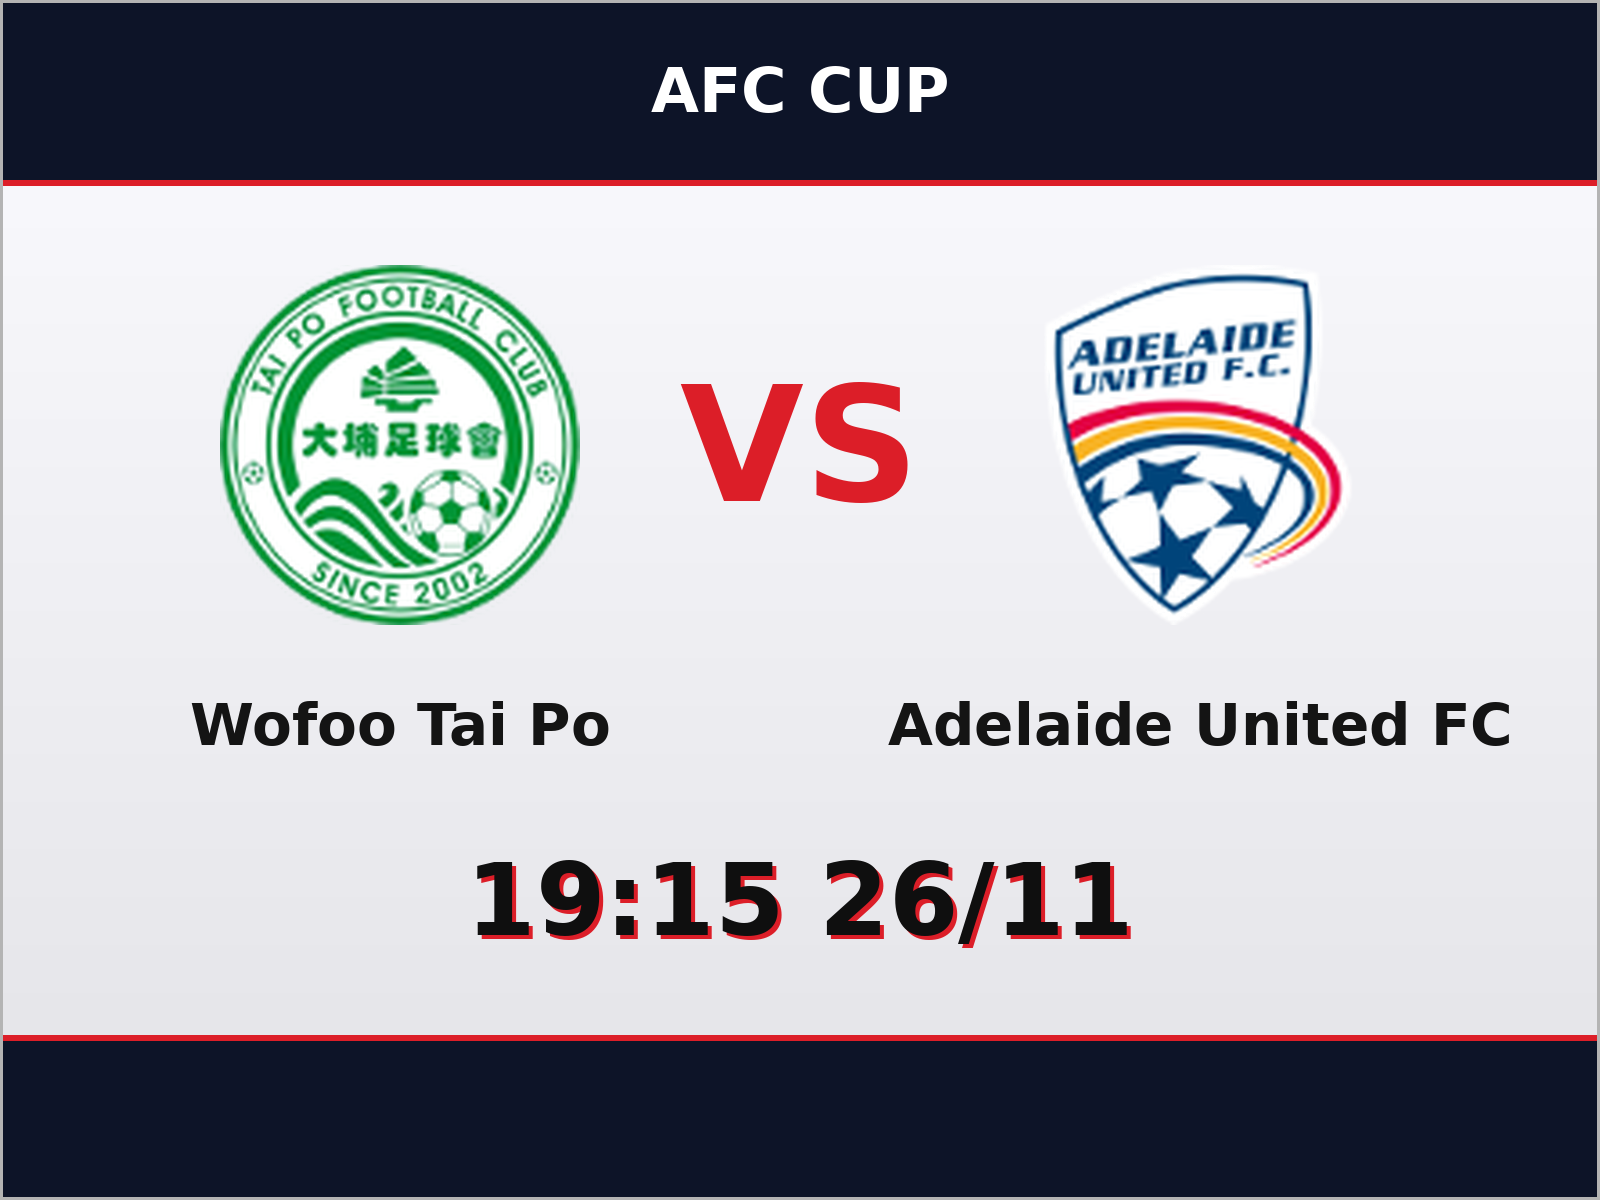 AFC CUP
TAI PO FOOTBALL CLUB
大埔足球會
SINCE 2002
VS
ADELAIDE
UNITED F.C.
Wofoo Tai Po
Adelaide United FC
19:15 26/11